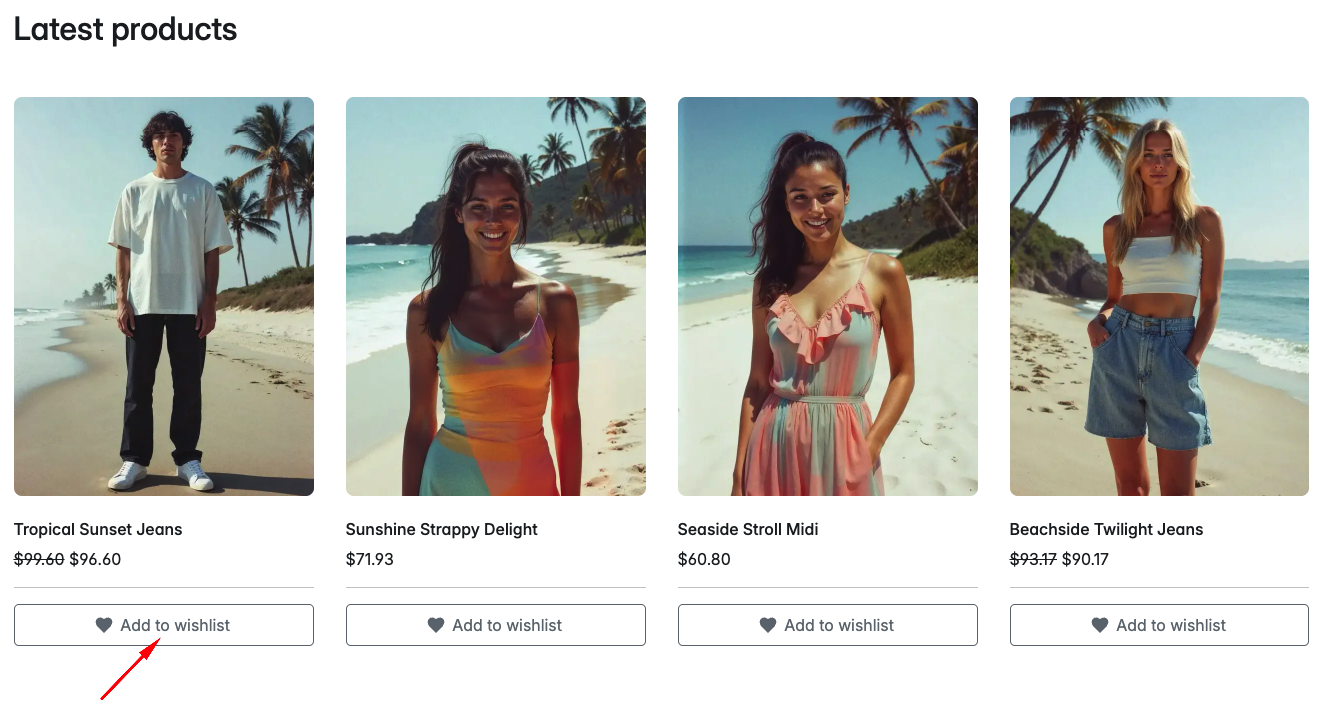 Latest products
Tropical Sunset Jeans
$99.60 $96.60
Add to wishlist
Sunshine Strappy Delight
$71.93
Add to wishlist
Seaside Stroll Midi
$60.80
Add to wishlist
Beachside Twilight Jeans
$93.17 $90.17
Add to wishlist